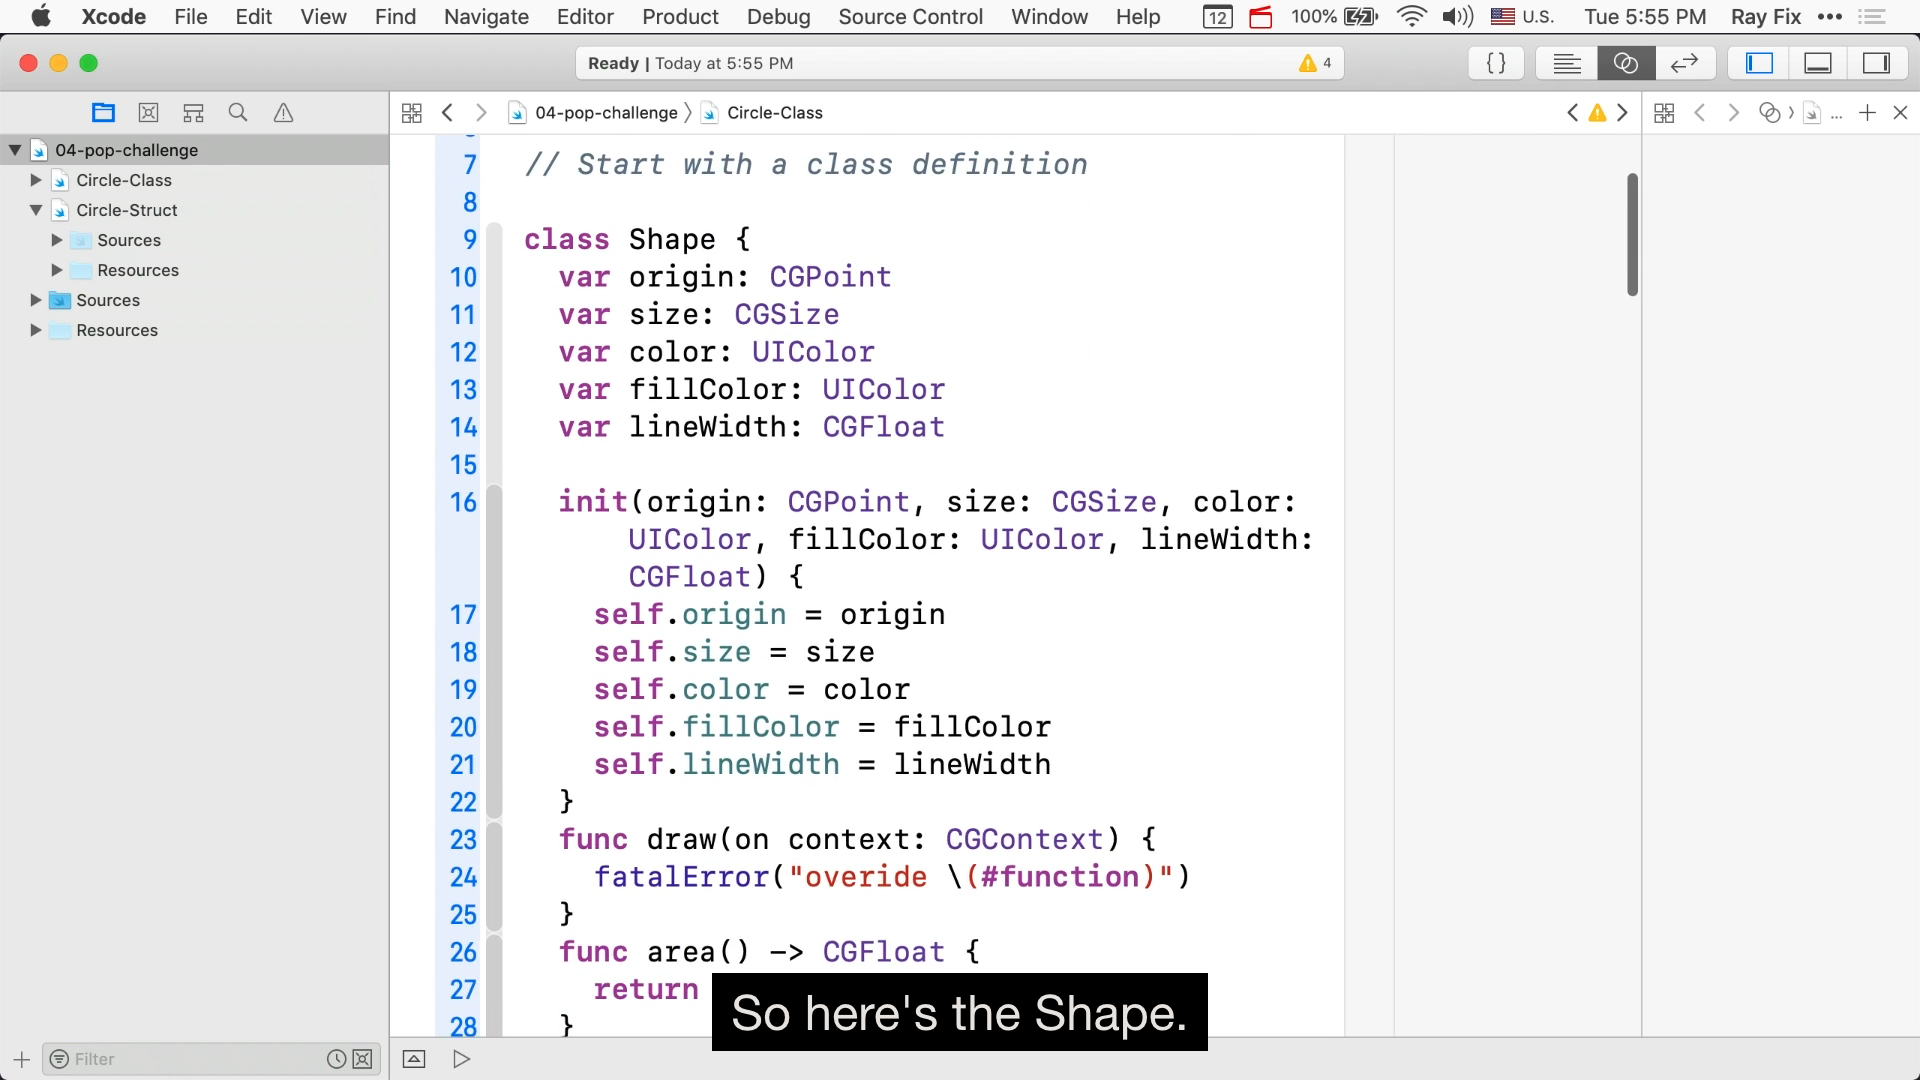 Xcode File Edit View Find Navigate Editor Product Debug Source Control Window Help 12 100% U.S. Tue 5:55 PM Ray Fix •••
Ready | Today at 5:55 PM 4 {}
04-pop-challenge
Circle-Class
Circle-Struct
Sources
Resources
Sources
Resources
Filter
04-pop-challenge 〉 Circle-Class
...
7 // Start with a class definition
8
9 class Shape {
10 var origin: CGPoint
11 var size: CGSize
12 var color: UIColor
13 var fillColor: UIColor
14 var lineWidth: CGFloat
15
16 init(origin: CGPoint, size: CGSize, color:
UIColor, fillColor: UIColor, lineWidth:
CGFloat) {
17 self.origin = origin
18 self.size = size
19 self.color = color
20 self.fillColor = fillColor
21 self.lineWidth = lineWidth
22 }
23 func draw(on context: CGContext) {
24 fatalError("overide \(#function)")
25 }
26 func area() -> CGFloat {
27 return
28 }
So here's the Shape.